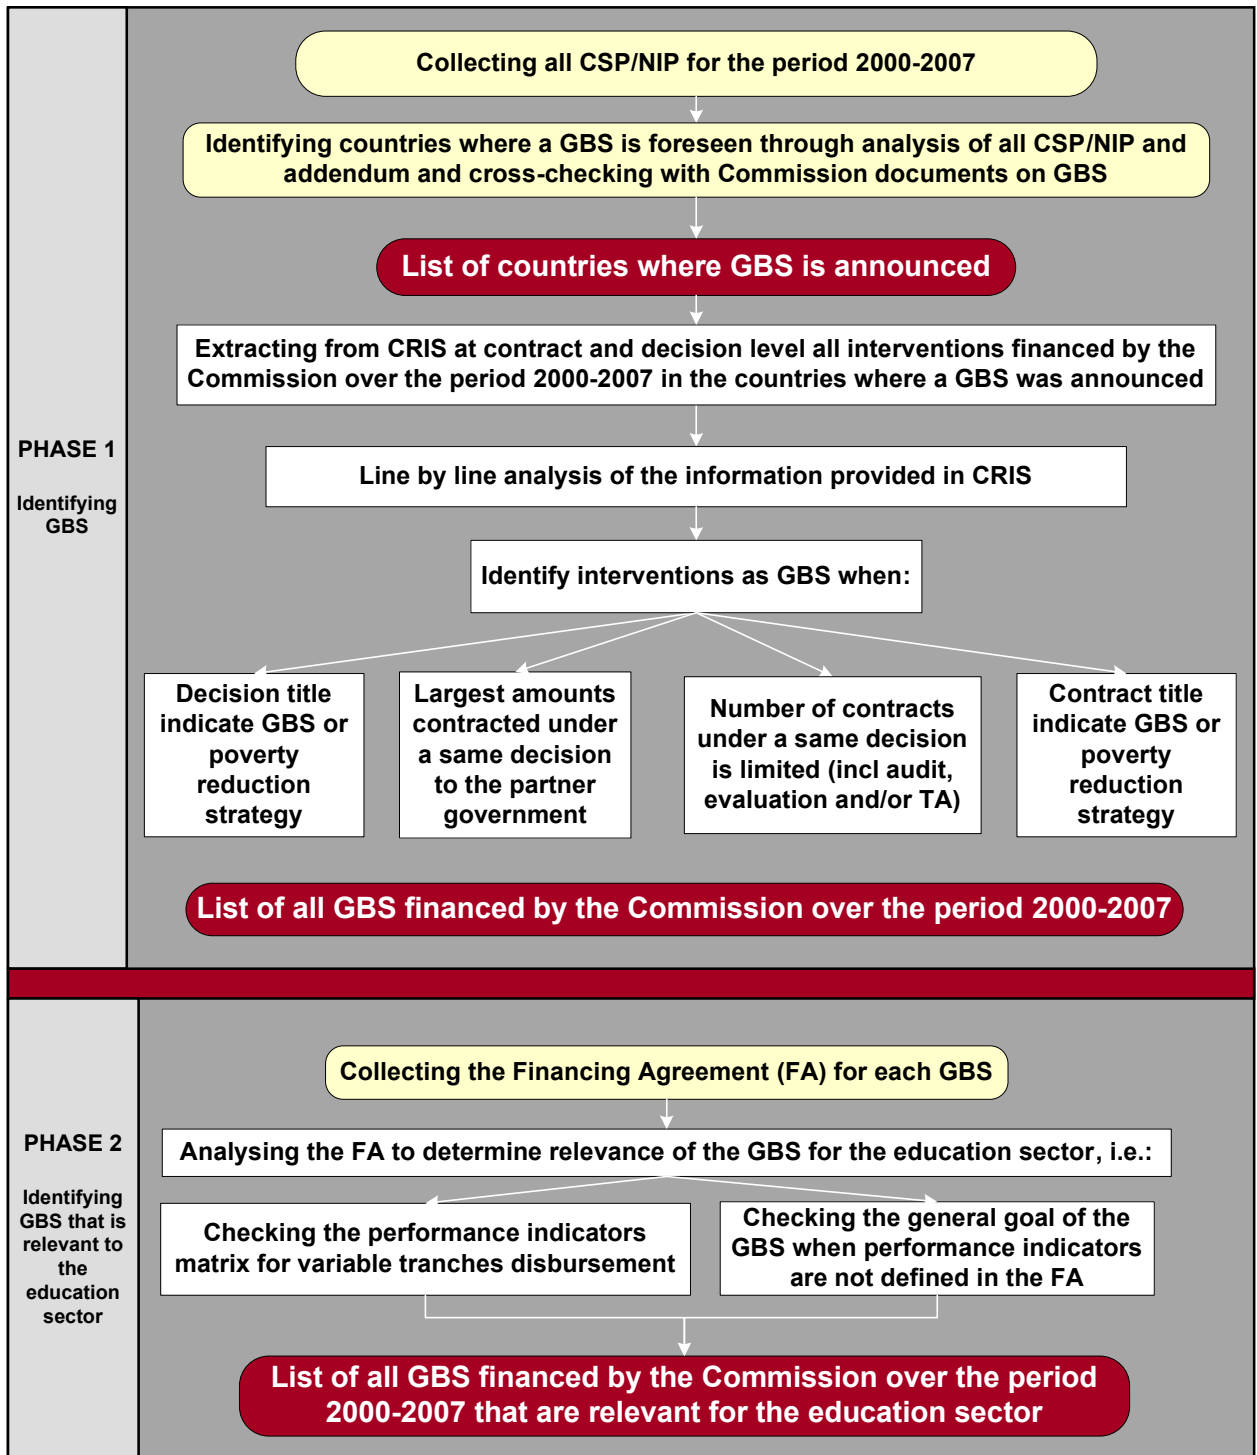 Collecting all CSP/NIP for the period 2000-2007
Identifying countries where a GBS is foreseen through analysis of all CSP/NIP and
addendum and cross-checking with Commission documents on GBS
List of countries where GBS is announced
Extracting from CRIS at contract and decision level all interventions financed by the
Commission over the period 2000-2007 in the countries where a GBS was announced
PHASE 1
Identifying
GBS
Line by line analysis of the information provided in CRIS
Identify interventions as GBS when:
Decision title
indicate GBS or
poverty
reduction
strategy
Largest amounts
contracted under
a same decision
to the partner
government
Number of contracts
under a same decision
is limited (incl audit,
evaluation and/or TA)
Contract title
indicate GBS or
poverty
reduction
strategy
List of all GBS financed by the Commission over the period 2000-2007
Collecting the Financing Agreement (FA) for each GBS
PHASE 2
Identifying
GBS that is
relevant to
the
education
sector
Analysing the FA to determine relevance of the GBS for the education sector, i.e.:
Checking the performance indicators
matrix for variable tranches disbursement
Checking the general goal of the
GBS when performance indicators
are not defined in the FA
List of all GBS financed by the Commission over the period
2000-2007 that are relevant for the education sector